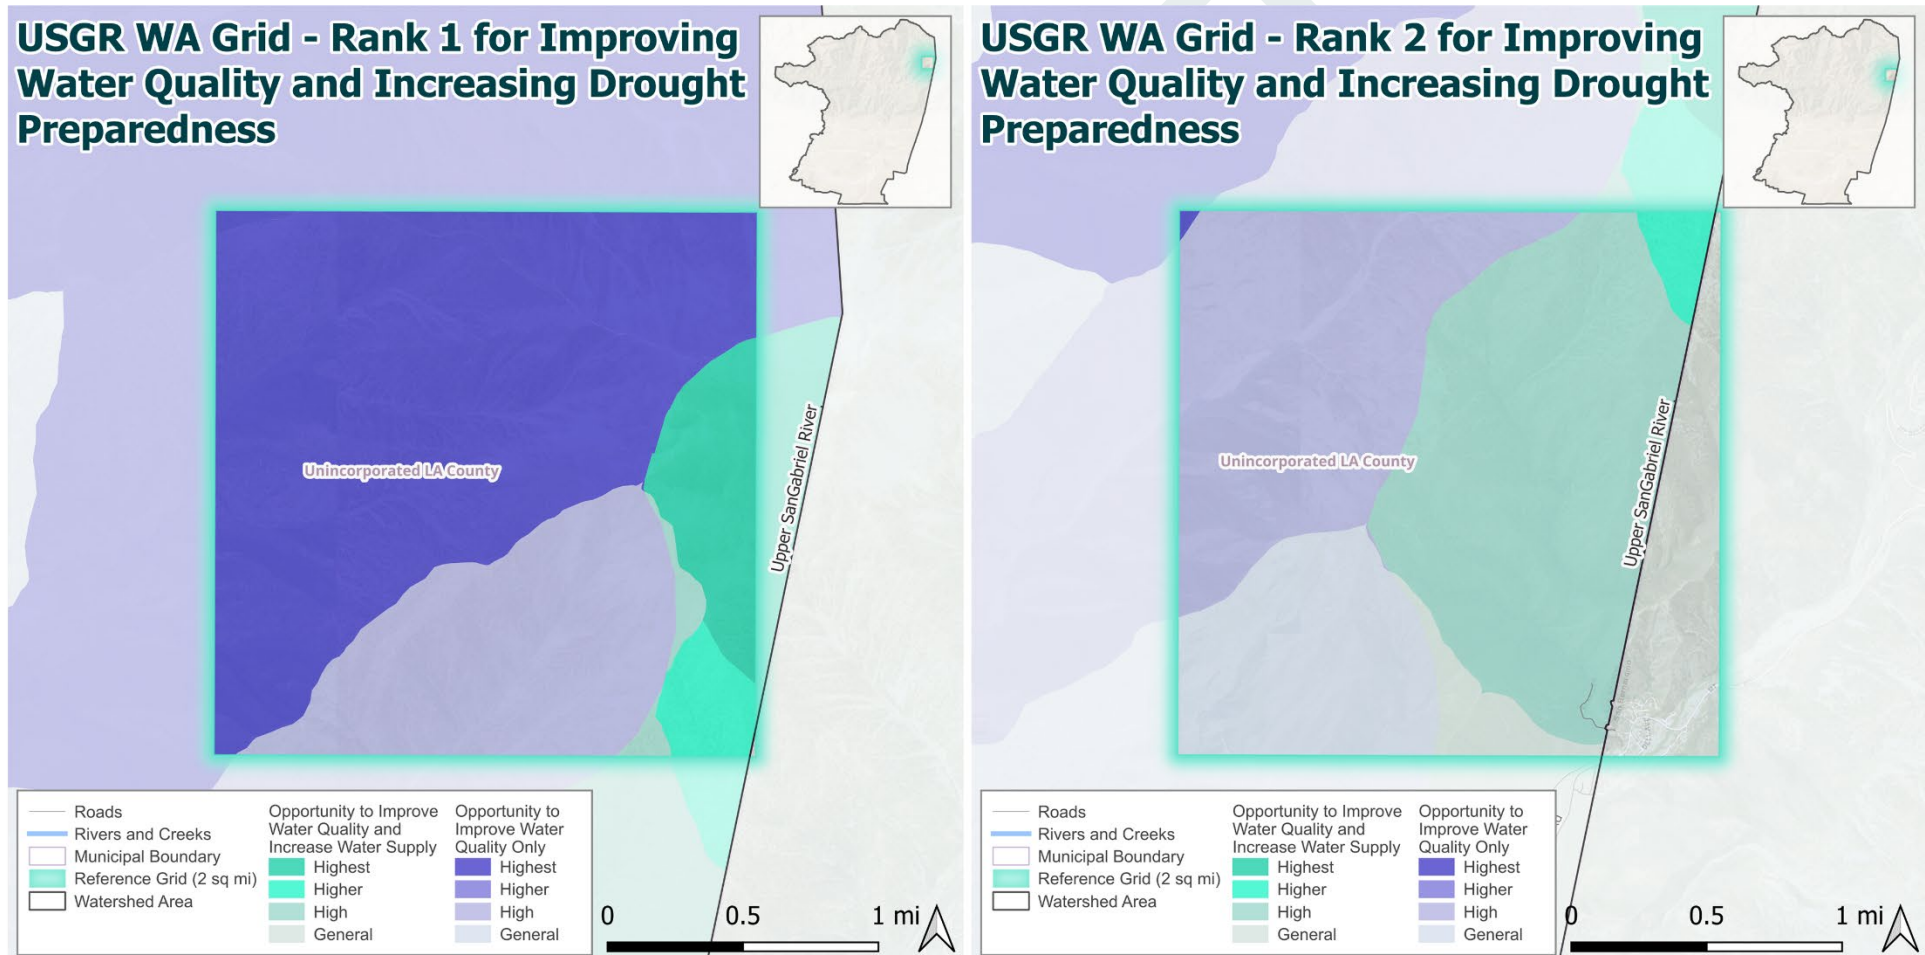 USGR WA Grid - Rank 1 for Improving
Water Quality and Increasing Drought
Preparedness
Unincorporated LA County
Upper SanGabriel River
Roads
Rivers and Creeks
Municipal Boundary
Reference Grid (2 sq mi)
Watershed Area
Opportunity to Improve
Water Quality and
Increase Water Supply
Highest
Higher
High
General
Opportunity to
Improve Water
Quality Only
Highest
Higher
High
General
0 0.5 1 mi
USGR WA Grid - Rank 2 for Improving
Water Quality and Increasing Drought
Preparedness
Unincorporated LA County
Upper SanGabriel River
Roads
Rivers and Creeks
Municipal Boundary
Reference Grid (2 sq mi)
Watershed Area
Opportunity to Improve
Water Quality and
Increase Water Supply
Highest
Higher
High
General
Opportunity to
Improve Water
Quality Only
Highest
Higher
High
General
0 0.5 1 mi